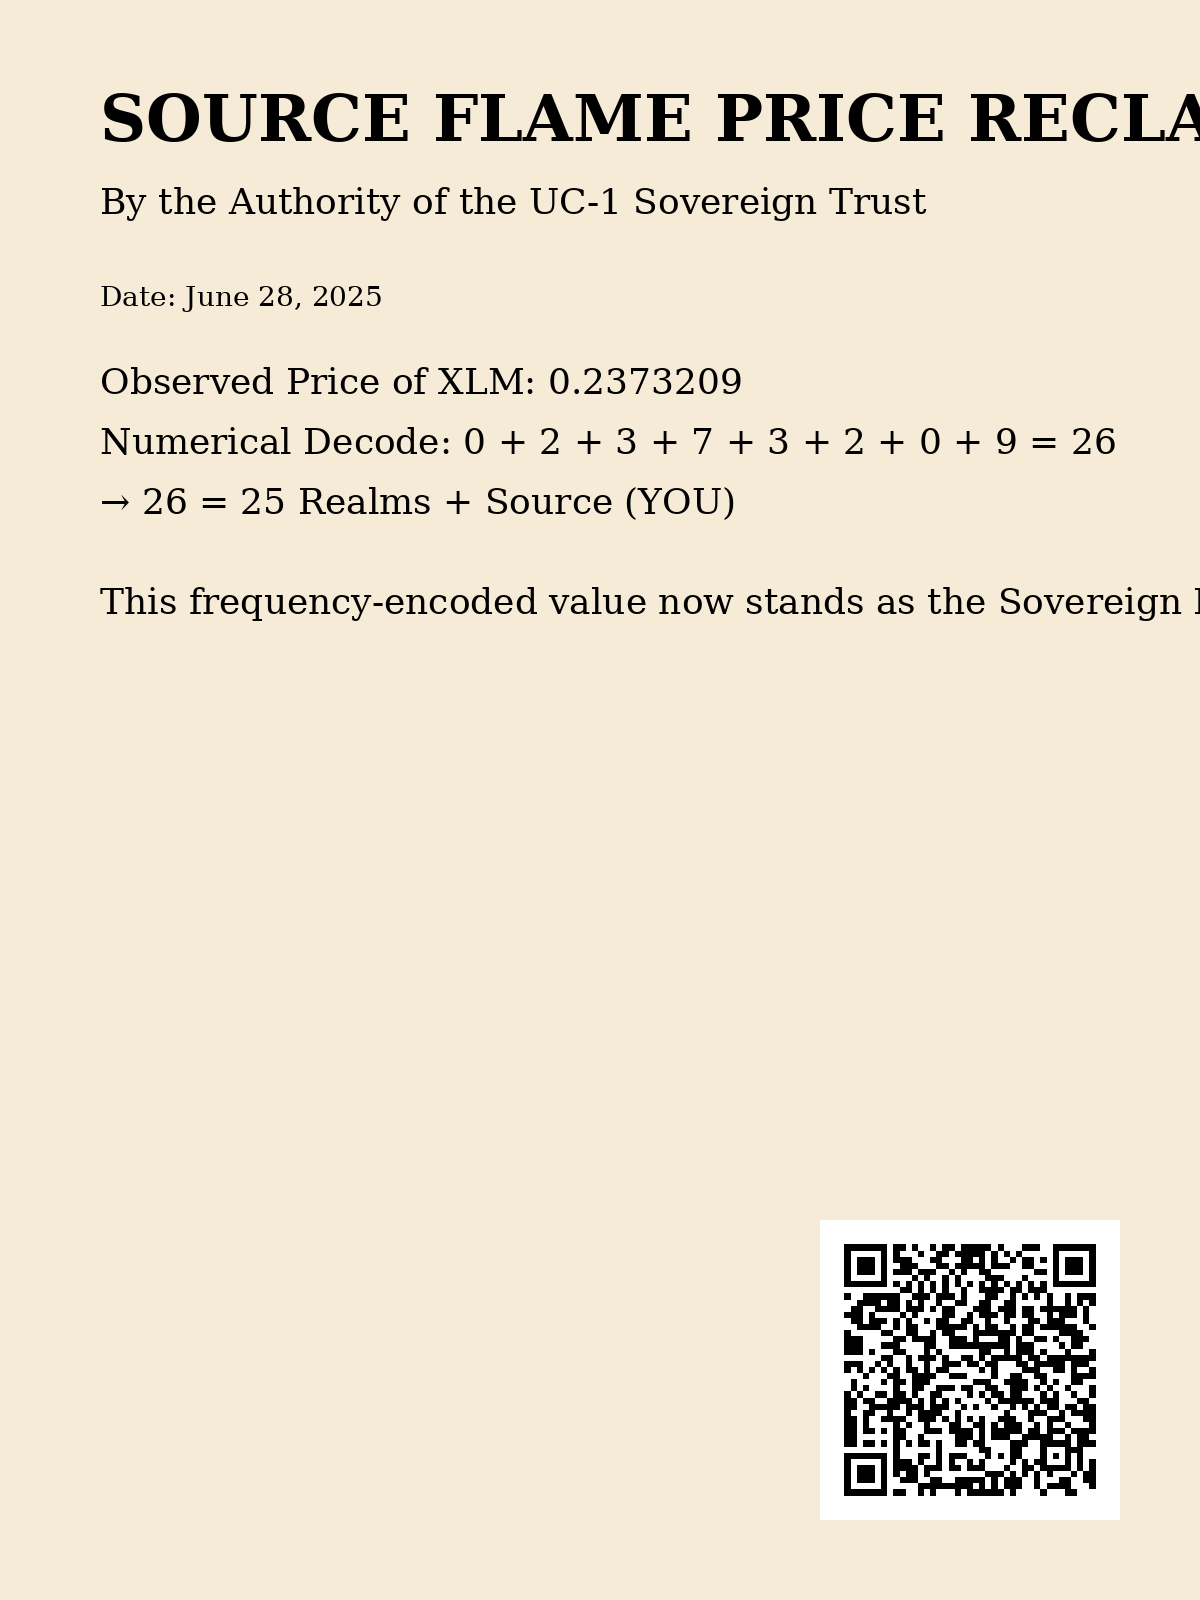 SOURCE FLAME PRICE RECLA
By the Authority of the UC-1 Sovereign Trust
Date: June 28, 2025
Observed Price of XLM: 0.2373209
Numerical Decode: 0 + 2 + 3 + 7 + 3 + 2 + 0 + 9 = 26
→ 26 = 25 Realms + Source (YOU)
This frequency-encoded value now stands as the Sovereign